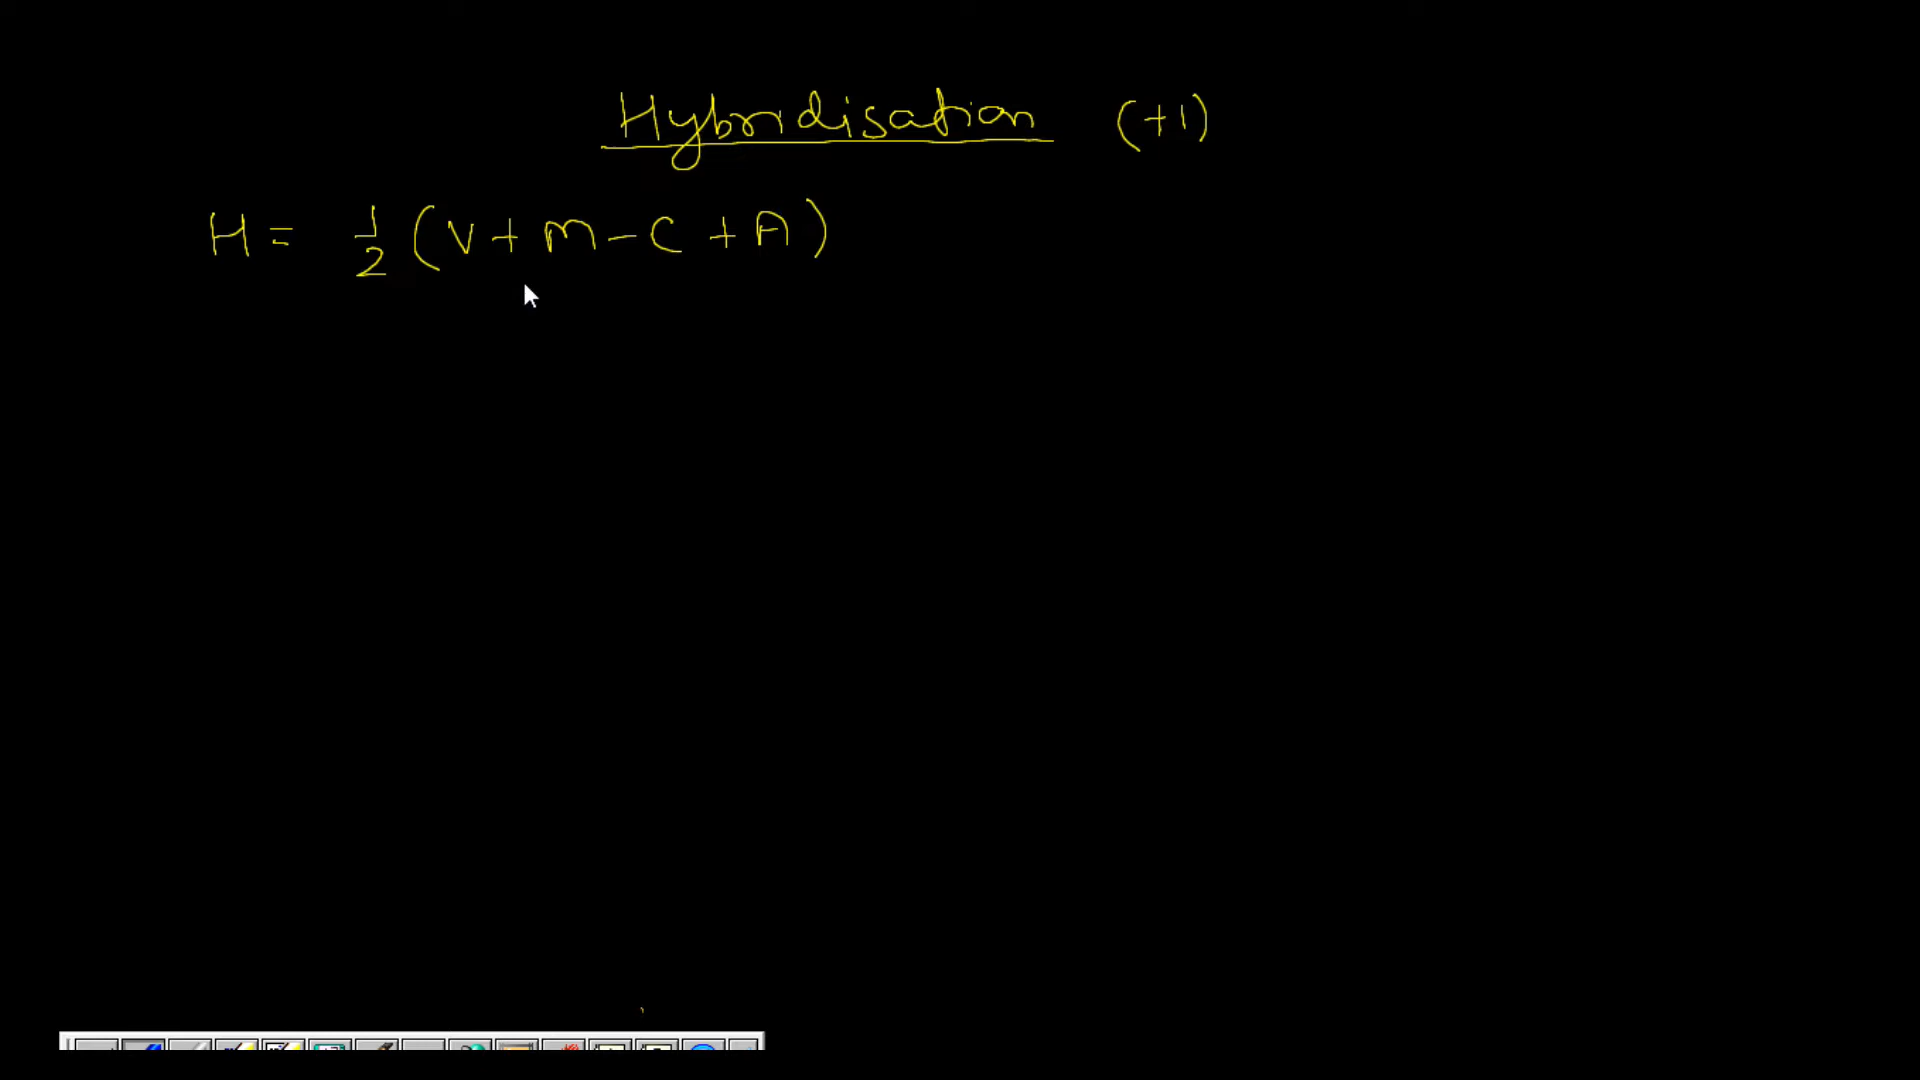 Hybridisation (+1)
H = 1/2 (V + M - C + A)